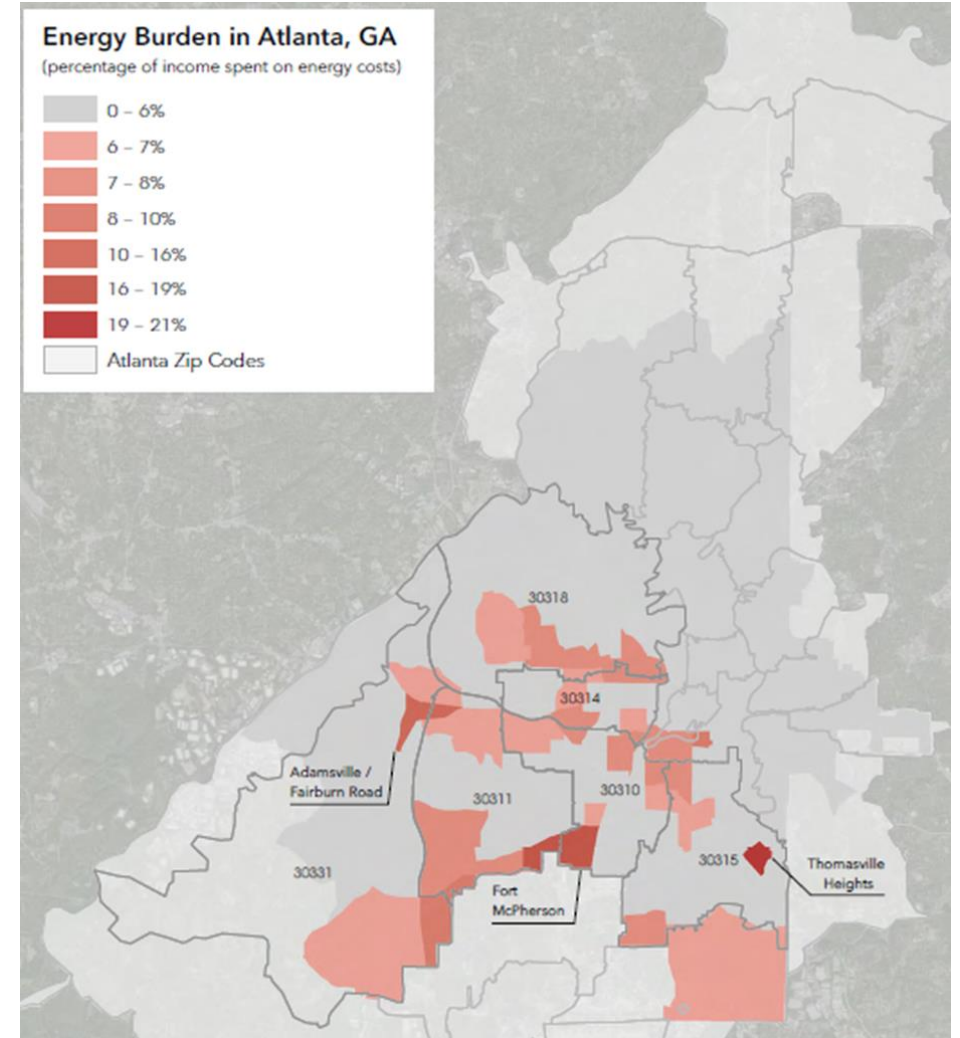 Energy Burden in Atlanta, GA
(percentage of income spent on energy costs)
0 – 6%
6 – 7%
7 – 8%
8 – 10%
10 – 16%
16 – 19%
19 – 21%
Atlanta Zip Codes
30318
30314
Adamsville /
Fairburn Road
30311
30310
30315
Thomasville
Heights
30331
Fort
McPherson